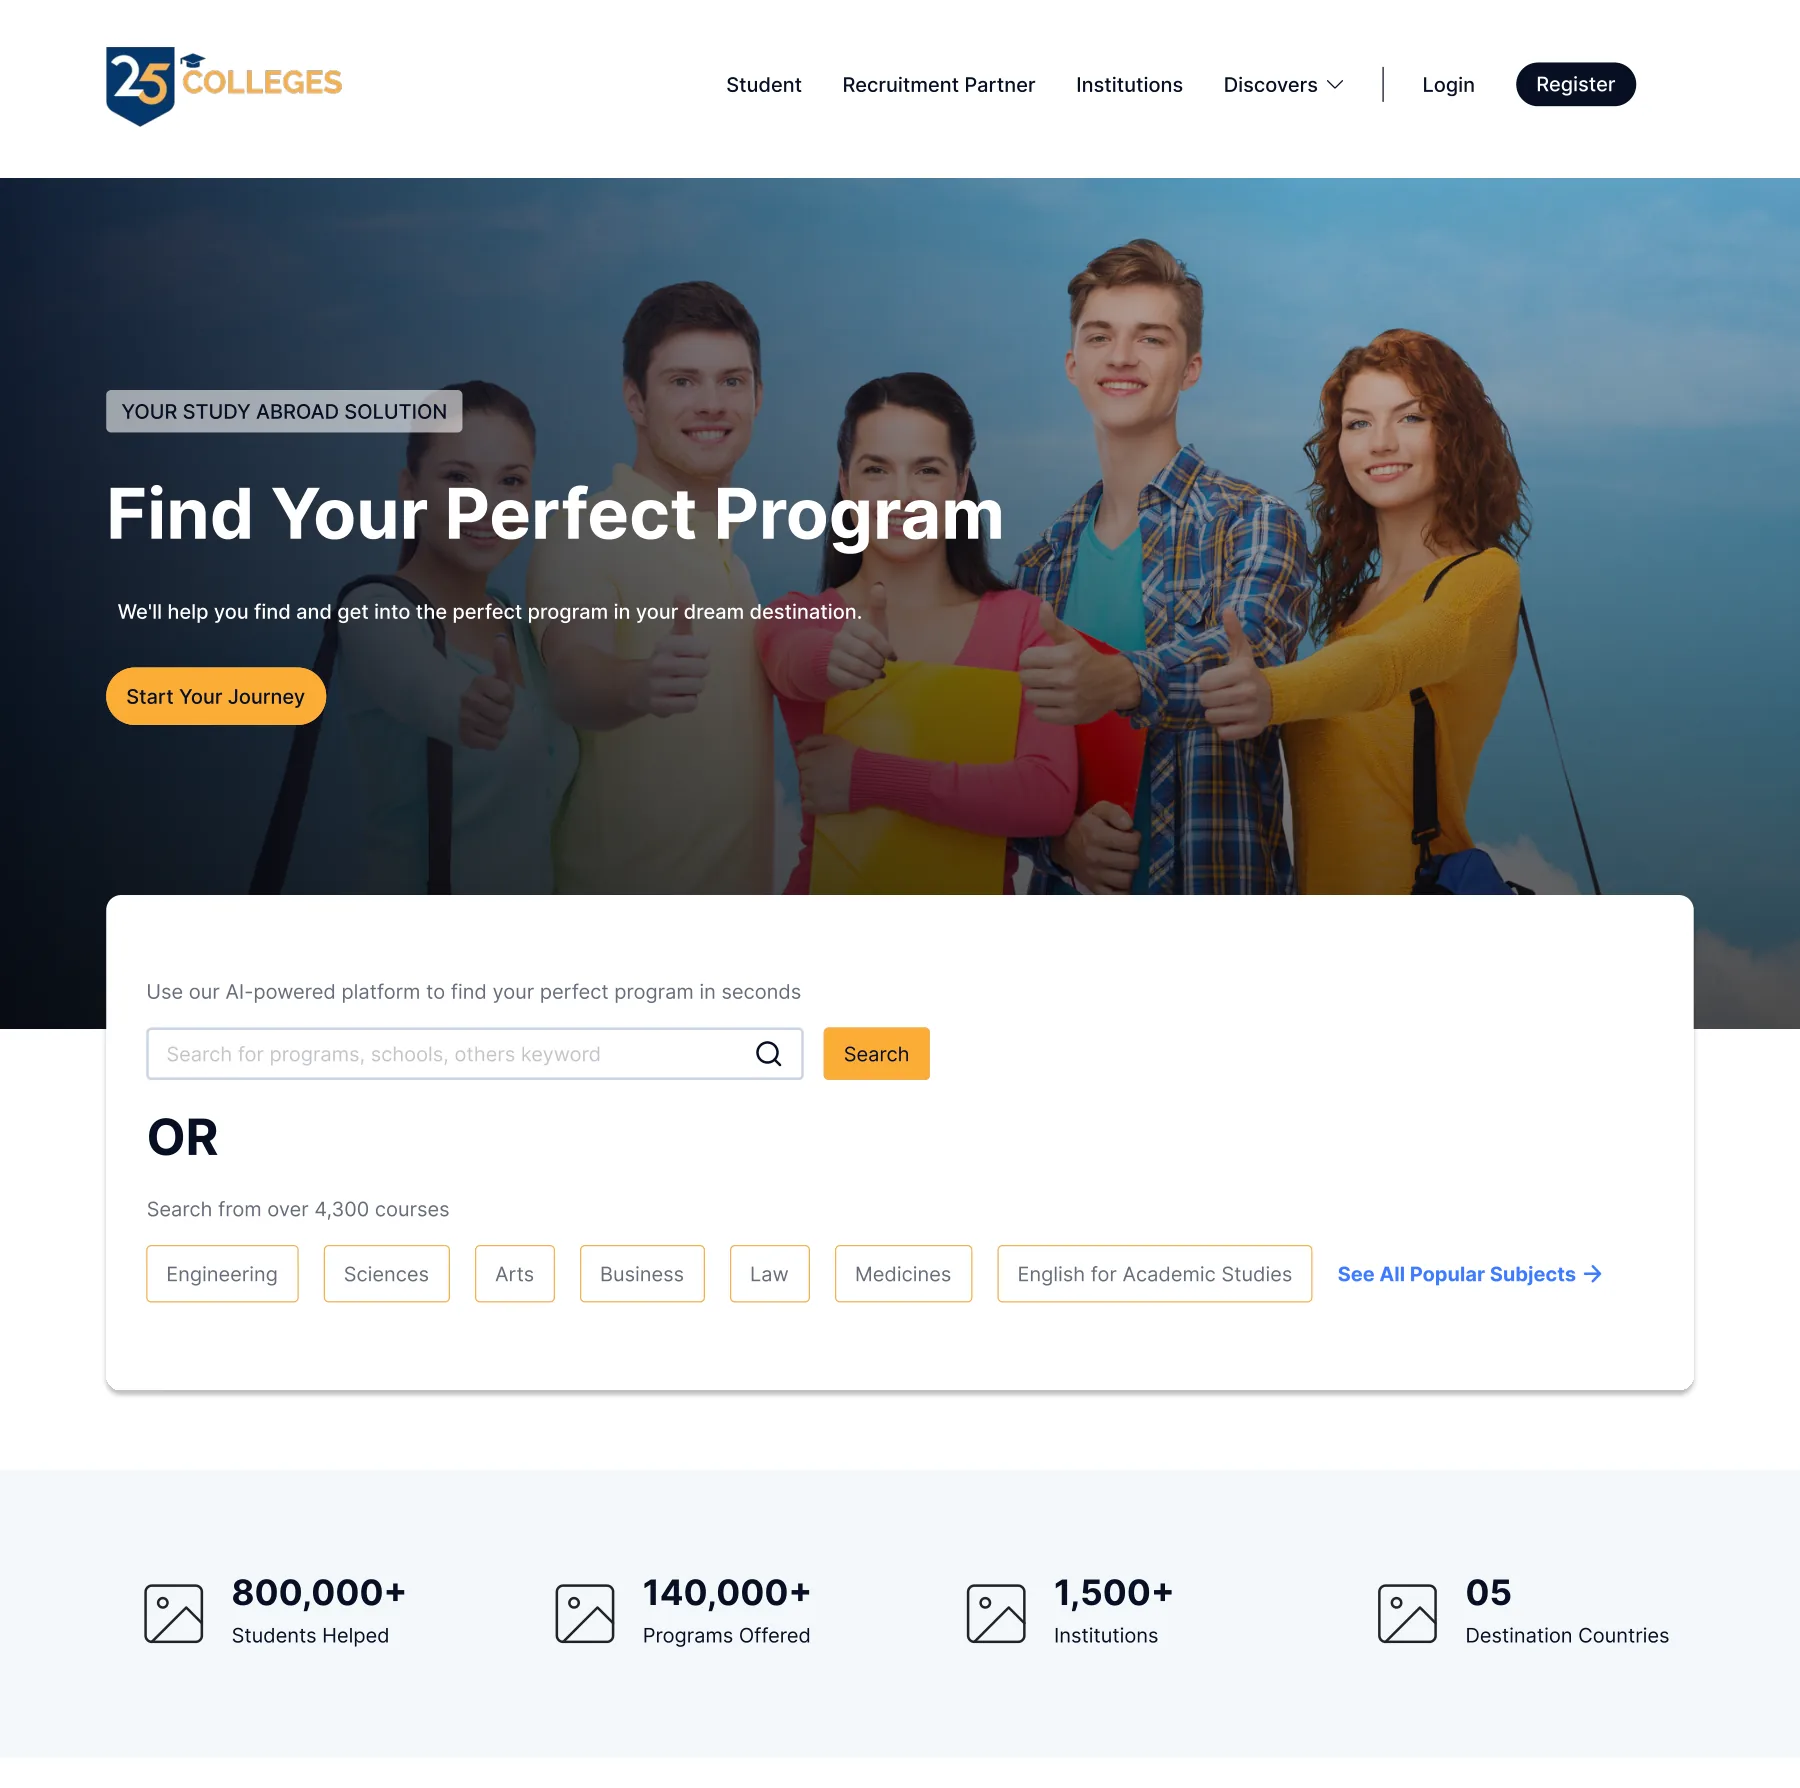 25 COLLEGES
Student Recruitment Partner Institutions Discovers Login Register
YOUR STUDY ABROAD SOLUTION
Find Your Perfect Program
We'll help you find and get into the perfect program in your dream destination.
Start Your Journey
Use our AI-powered platform to find your perfect program in seconds
Search for programs, schools, others keyword Search
OR
Search from over 4,300 courses
Engineering Sciences Arts Business Law Medicines English for Academic Studies See All Popular Subjects
800,000+
Students Helped
140,000+
Programs Offered
1,500+
Institutions
05
Destination Countries